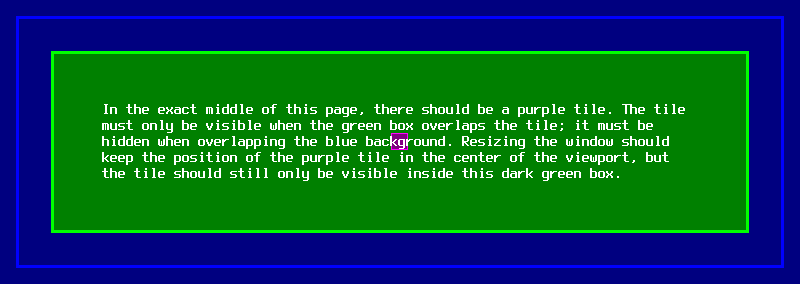 In the exact middle of this page, there should be a purple tile. The tile
must only be visible when the green box overlaps the tile; it must be
hidden when overlapping the blue background. Resizing the window should
keep the position of the purple tile in the center of the viewport, but
the tile should still only be visible inside this dark green box.